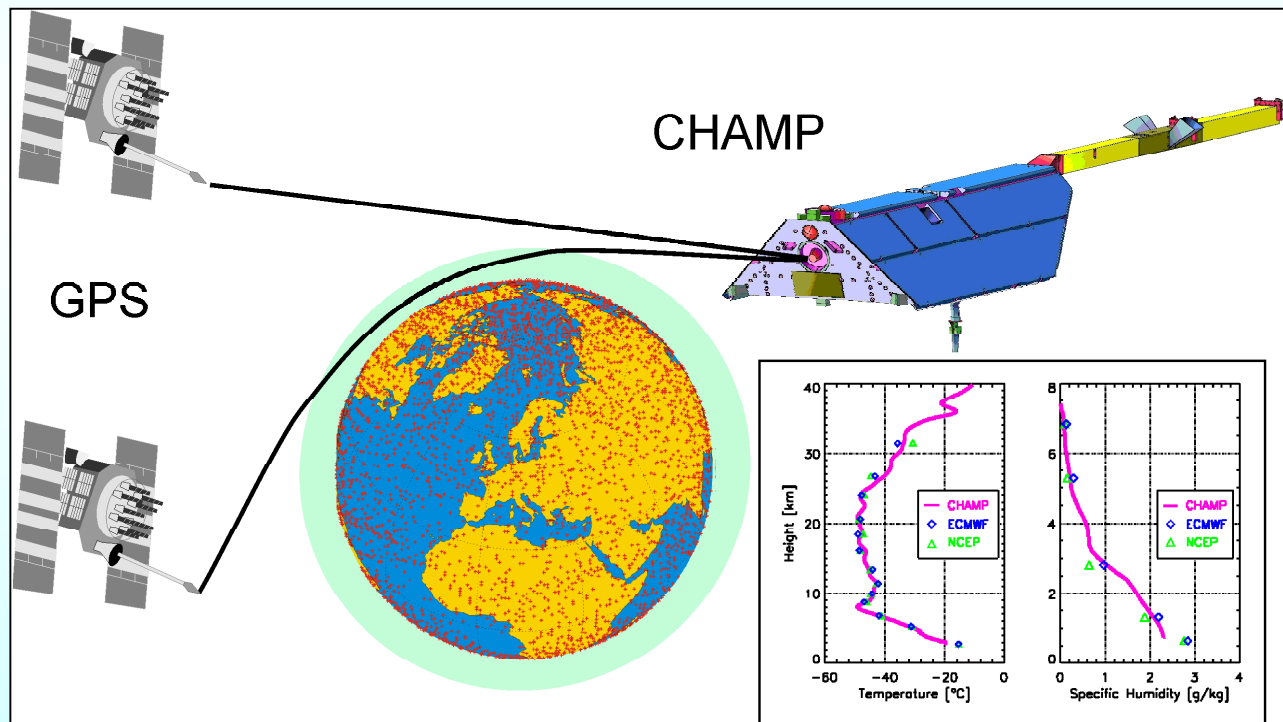 CHAMP
GPS
40
30
20
10
0
Height [km]
−60 −40 −20 0
Temperature [°C]
CHAMP
ECMWF
NCEP
8
6
4
2
0
0 1 2 3 4
Specific Humidity [g/kg]
CHAMP
ECMWF
NCEP